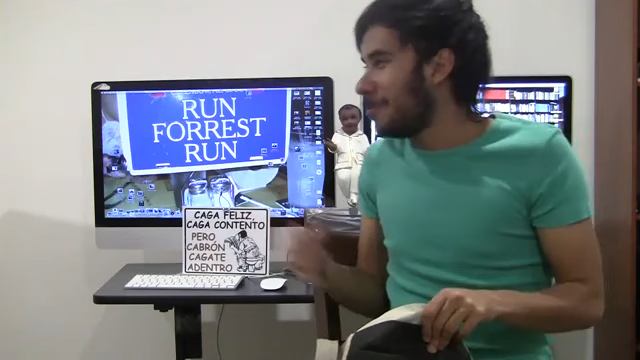 RUN
FORREST
RUN
CAGA FELIZ,
CAGA CONTENTO
PERO
CABRÓN
CAGATE
ADENTRO